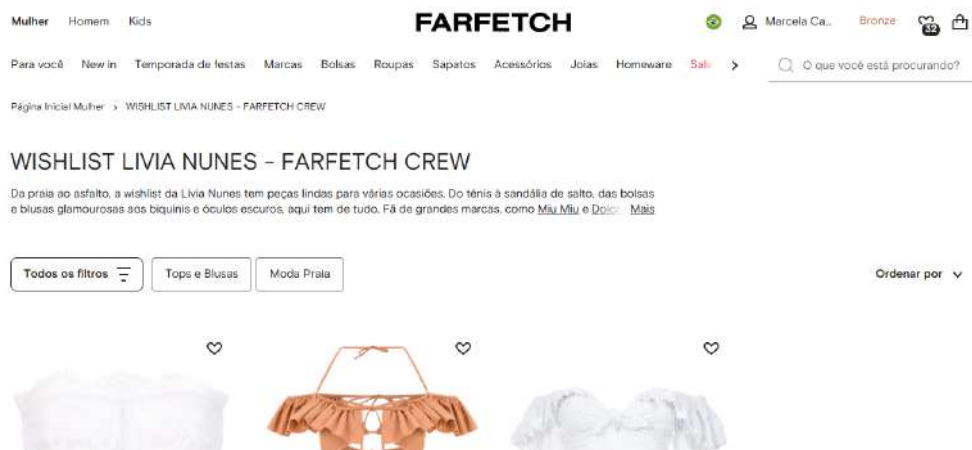 Mulher Homem Kids FARFETCH Marcela Ca... Bronze 32
Para você New in Temporada de festas Marcas Bolsas Roupas Sapatos Acessórios Joias Homeware Sale O que você está procurando?
Página Inicial Mulher > WISHLIST LIVIA NUNES - FARFETCH CREW
WISHLIST LIVIA NUNES - FARFETCH CREW
Da praia ao asfalto, a wishlist da Livia Nunes tem peças lindas para várias ocasiões. Do tênis à sandália de salto, das bolsas
e blusas glamourosas aos biquinis e óculos escuros, aqui tem de tudo. Fã de grandes marcas, como Miu Miu e Dolce Mais
Todos os filtros Tops e Blusas Moda Praia Ordenar por